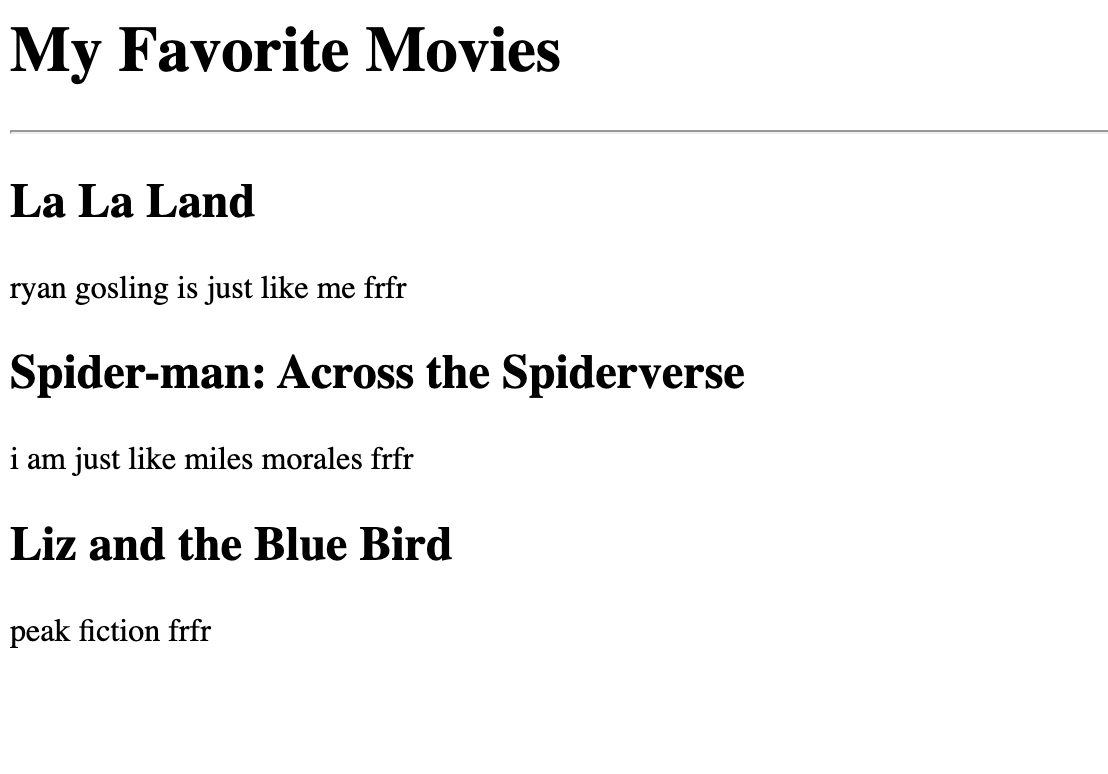 My Favorite Movies
La La Land
ryan gosling is just like me frfr
Spider-man: Across the Spiderverse
i am just like miles morales frfr
Liz and the Blue Bird
peak fiction frfr